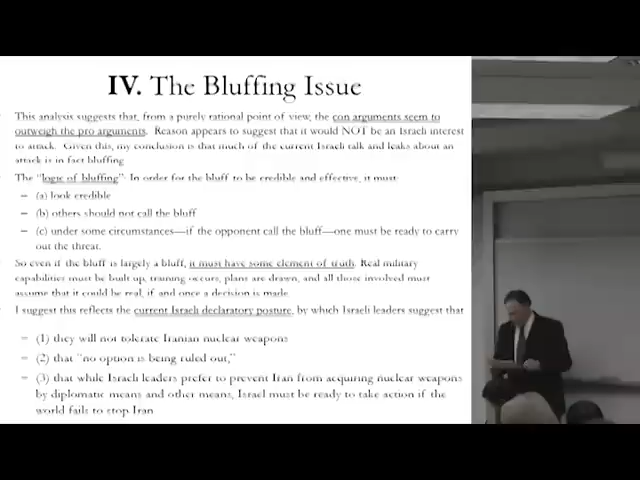 IV. The Bluffing Issue
This analysis suggests that, from a purely rational point of view, the con arguments seem to
outweigh the pro arguments. Reason appears to suggest that it would NOT be an Israeli interest
to attack. Given this, my conclusion is that much of the current Israeli talk and leaks about an
attack is in fact bluffing
The "logic of bluffing": In order for the bluff to be credible and effective, it must
– (a) look credible
– (b) others should not call the bluff
– (c) under some circumstances—if the opponent call the bluff—one must be ready to carry
out the threat.
So even if the bluff is largely a bluff, it must have some element of truth. Real military
capabilities must be built up, training occurs, plans are drawn, and all those involved must
assume that it could be real, if and once a decision is made.
I suggest this reflects the current Israeli declaratory posture, by which Israeli leaders suggest that
– (1) they will not tolerate Iranian nuclear weapons
– (2) that "no option is being ruled out,"
– (3) that while Israeli leaders prefer to prevent Iran from acquiring nuclear weapons
by diplomatic means and other means, Israel must be ready to take action if the
world fails to stop Iran